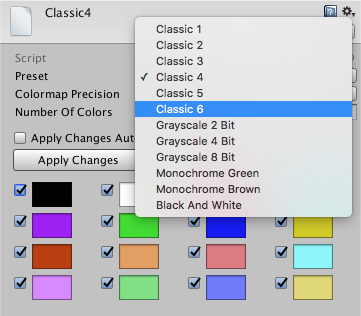 Classic4
Script
Preset
Colormap Precision
Number Of Colors
Apply Changes Auto
Apply Changes
Classic 1
Classic 2
Classic 3
✓ Classic 4
Classic 5
Classic 6
Grayscale 2 Bit
Grayscale 4 Bit
Grayscale 8 Bit
Monochrome Green
Monochrome Brown
Black And White